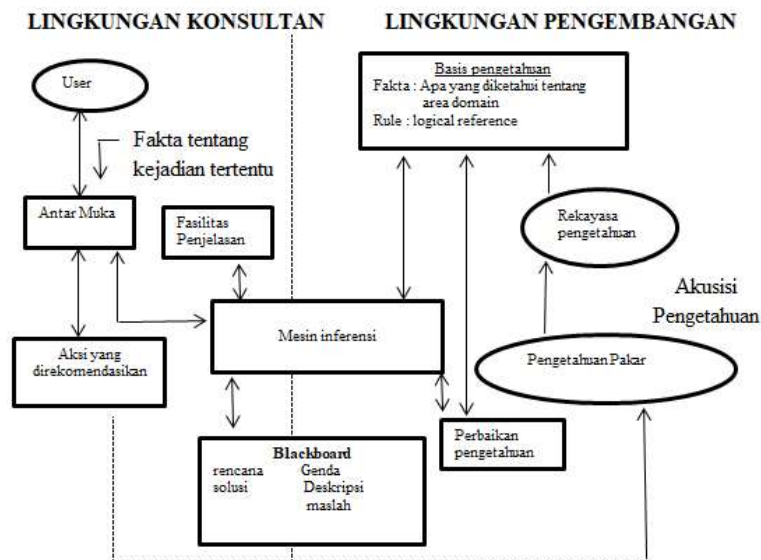 LINGKUNGAN KONSULTAN
LINGKUNGAN PENGEMBANGAN
User
Fakta tentang
kejadian tertentu
Antar Muka
Fasilitas
Penjelasan
Aksi yang
direkomendasikan
Mesin inferensi
Blackboard
rencana Genda
solusi Deskripsi
maslah
Basis pengetahuan
Fakta : Apa yang diketahui tentang
area domain
Rule : logical reference
Rekayasa
pengetahuan
Akusisi
Pengetahuan
Pengetahuan Pakar
Perbaikan
pengetahuan